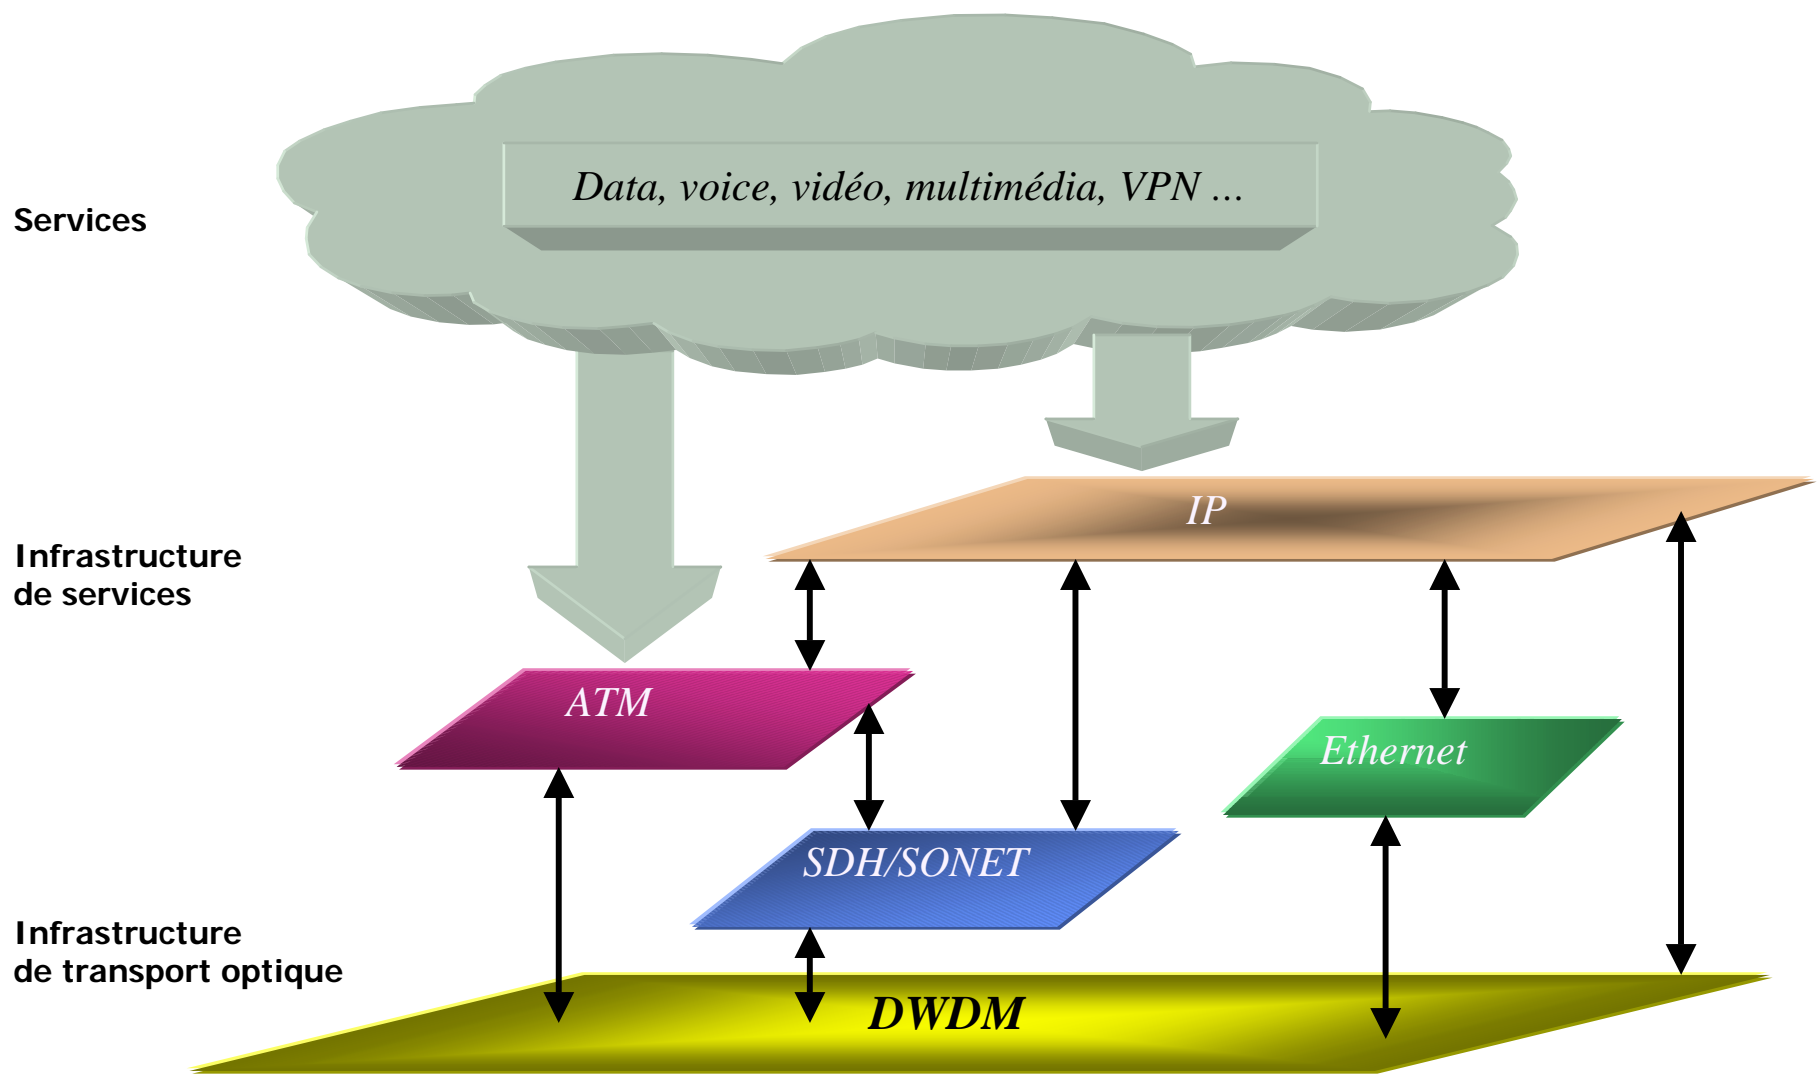 Data, voice, vidéo, multimédia, VPN ...
Services
IP
Infrastructure
de services
ATM
Ethernet
SDH/SONET
Infrastructure
de transport optique
DWDM